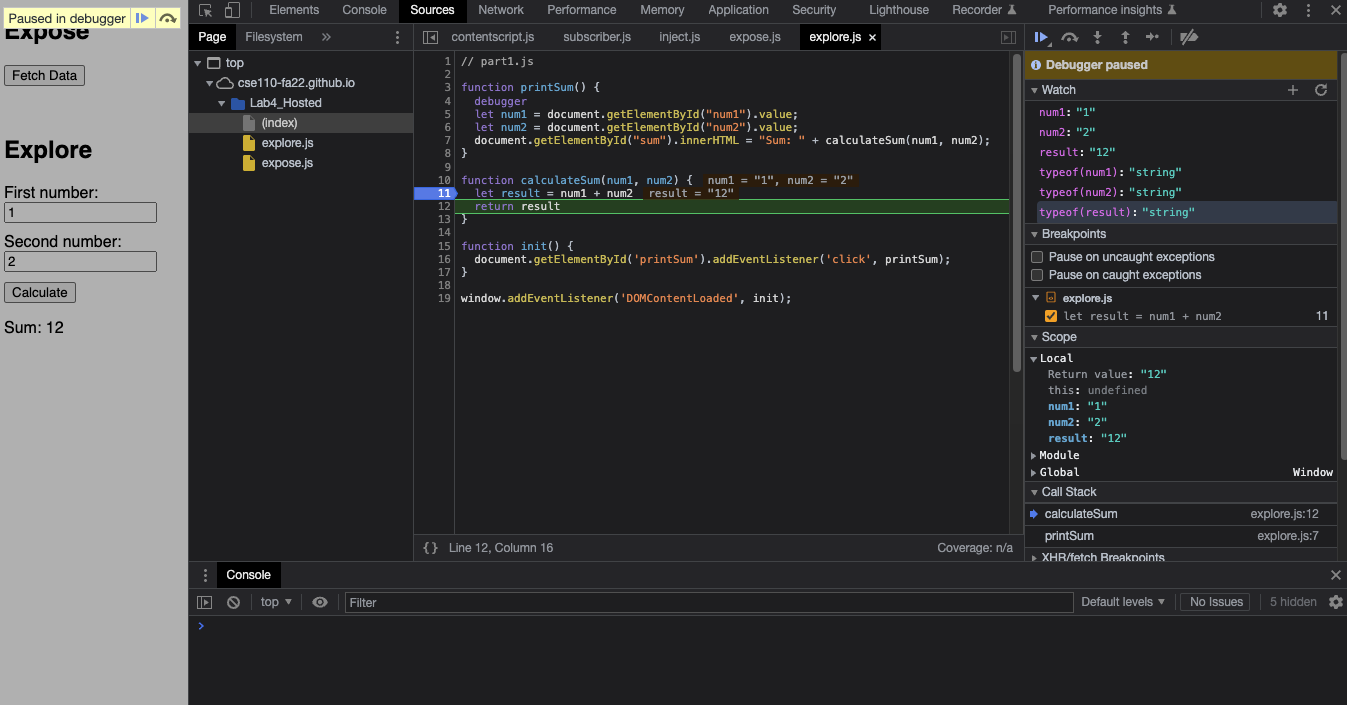 Paused in debugger
Expose
Fetch Data
Explore
First number:
1
Second number:
2
Calculate
Sum: 12
Elements Console Sources Network Performance Memory Application Security Lighthouse Recorder Performance insights
Page Filesystem »
top
cse110-fa22.github.io
Lab4_Hosted
(index)
explore.js
expose.js
contentscript.js subscriber.js inject.js expose.js explore.js ×
1 // part1.js
2
3 function printSum() {
4 debugger
5 let num1 = document.getElementById("num1").value;
6 let num2 = document.getElementById("num2").value;
7 document.getElementById("sum").innerHTML = "Sum: " + calculateSum(num1, num2);
8 }
9
10 function calculateSum(num1, num2) { num1 = "1", num2 = "2"
11 let result = num1 + num2 result = "12"
12 return result
13 }
14
15 function init() {
16 document.getElementById('printSum').addEventListener('click', printSum);
17 }
18
19 window.addEventListener('DOMContentLoaded', init);
{} Line 12, Column 16 Coverage: n/a
Debugger paused
Watch
num1: "1"
num2: "2"
result: "12"
typeof(num1): "string"
typeof(num2): "string"
typeof(result): "string"
Breakpoints
Pause on uncaught exceptions
Pause on caught exceptions
explore.js
let result = num1 + num2 11
Scope
Local
Return value: "12"
this: undefined
num1: "1"
num2: "2"
result: "12"
Module
Global Window
Call Stack
calculateSum explore.js:12
printSum explore.js:7
XHR/fetch Breakpoints
Console
top Filter Default levels No Issues 5 hidden